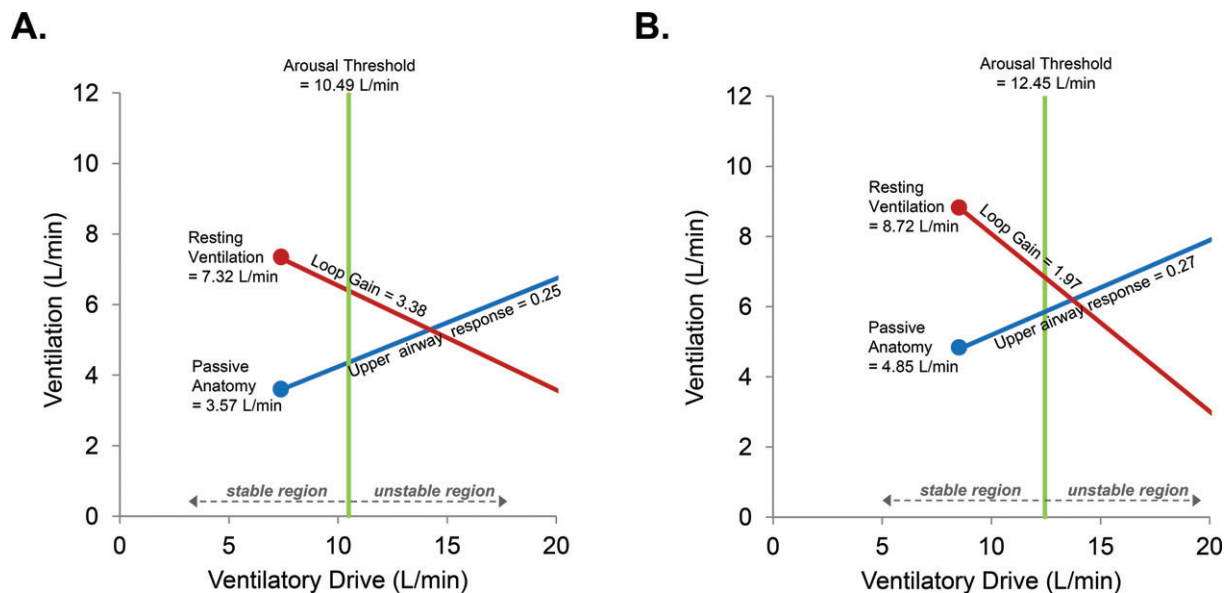 A.
Arousal Threshold
= 10.49 L/min
12
10
8
6
4
2
0
Ventilation (L/min)
Resting
Ventilation
= 7.32 L/min
Loop Gain = 3.38
Passive
Anatomy
= 3.57 L/min
Upper airway response = 0.25
stable region
unstable region
0
5
10
15
20
Ventilatory Drive (L/min)
B.
Arousal Threshold
= 12.45 L/min
12
10
8
6
4
2
0
Ventilation (L/min)
Resting
Ventilation
= 8.72 L/min
Loop Gain = 1.97
Passive
Anatomy
= 4.85 L/min
Upper airway response = 0.27
stable region
unstable region
0
5
10
15
20
Ventilatory Drive (L/min)